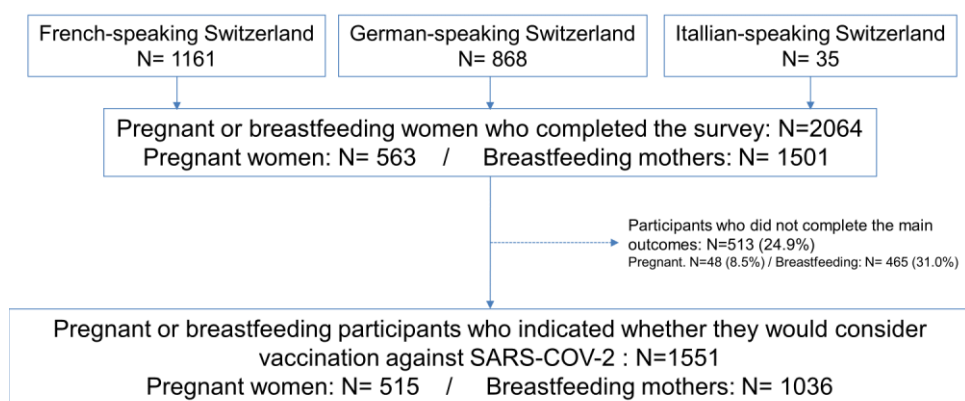 French-speaking Switzerland
N= 1161
German-speaking Switzerland
N= 868
Itallian-speaking Switzerland
N= 35
Pregnant or breastfeeding women who completed the survey: N=2064
Pregnant women: N= 563 / Breastfeeding mothers: N= 1501
Participants who did not complete the main
outcomes: N=513 (24.9%)
Pregnant. N=48 (8.5%) / Breastfeeding: N= 465 (31.0%)
Pregnant or breastfeeding participants who indicated whether they would consider
vaccination against SARS-COV-2 : N=1551
Pregnant women: N= 515 / Breastfeeding mothers: N= 1036